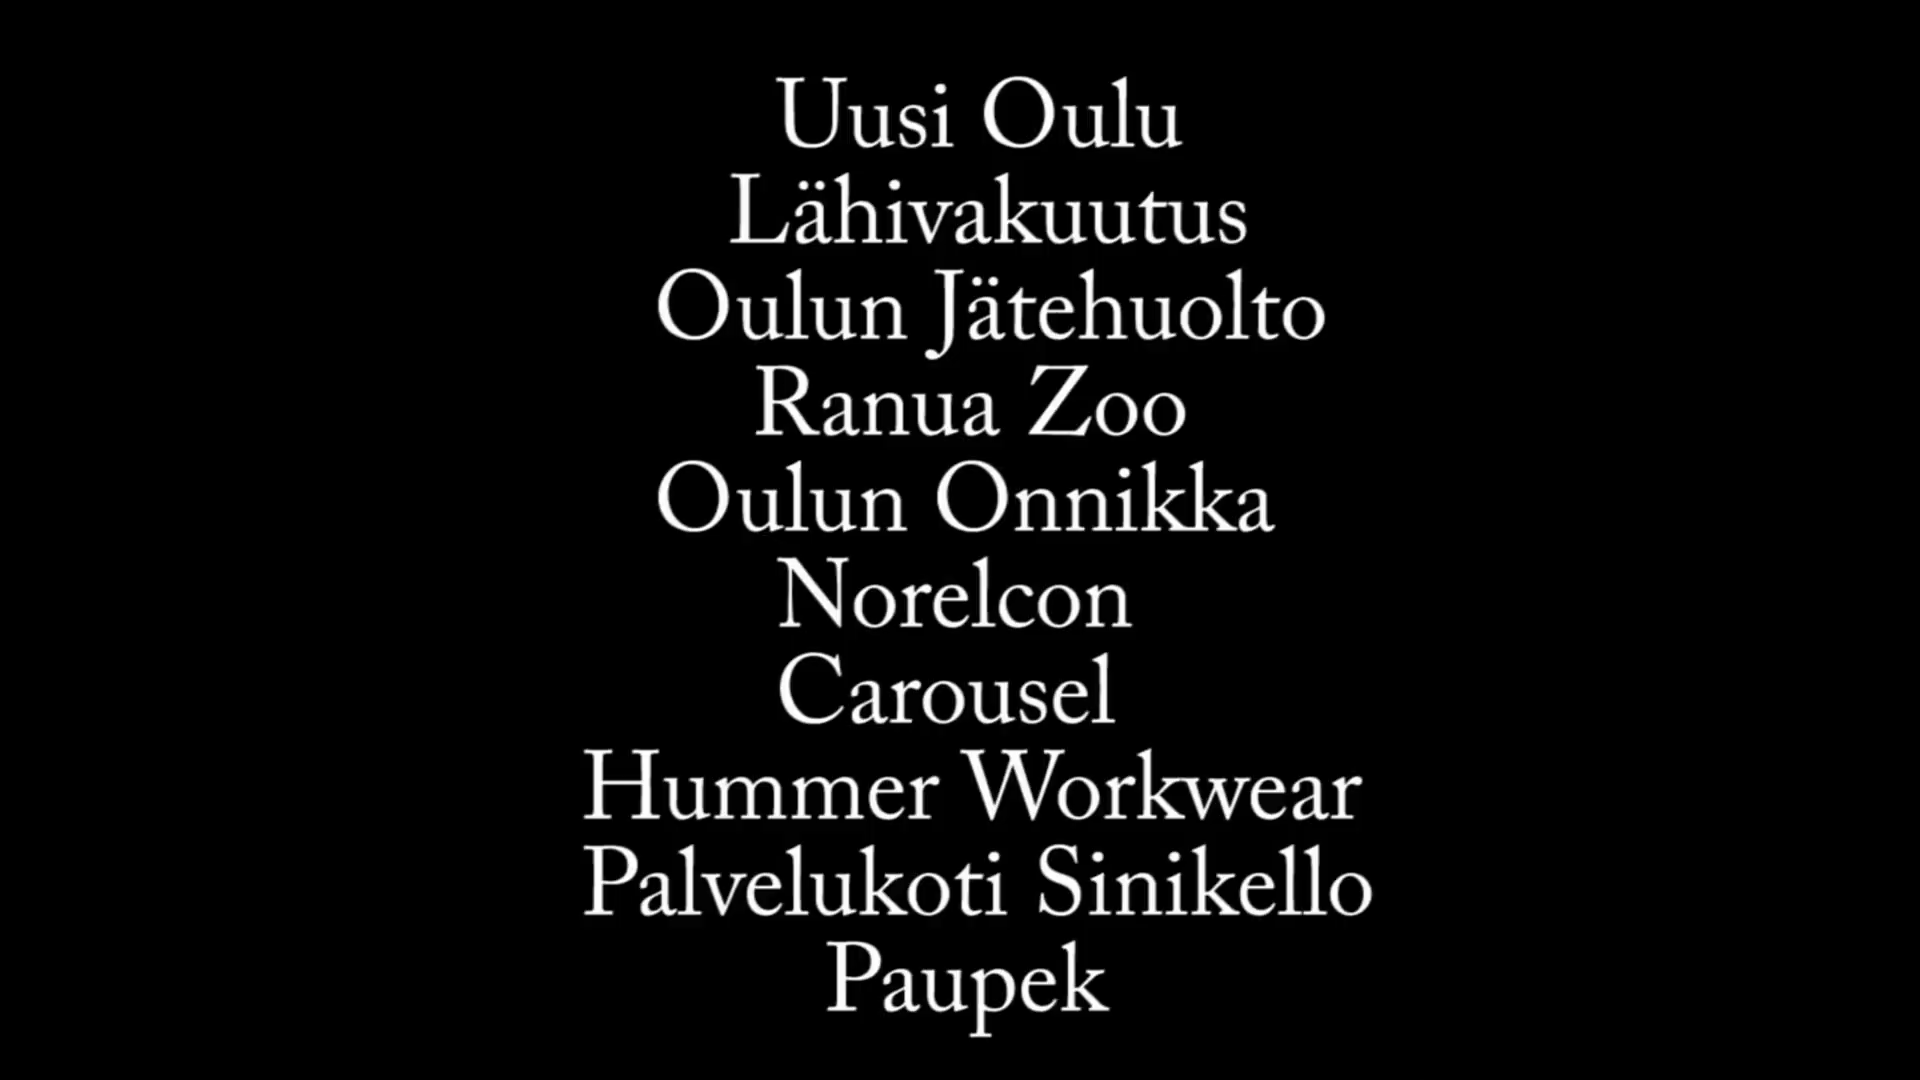 Uusi Oulu
Lähivakuutus
Oulun Jätehuolto
Ranua Zoo
Oulun Onnikka
Norelcon
Carousel
Hummer Workwear
Palvelukoti Sinikello
Paupek